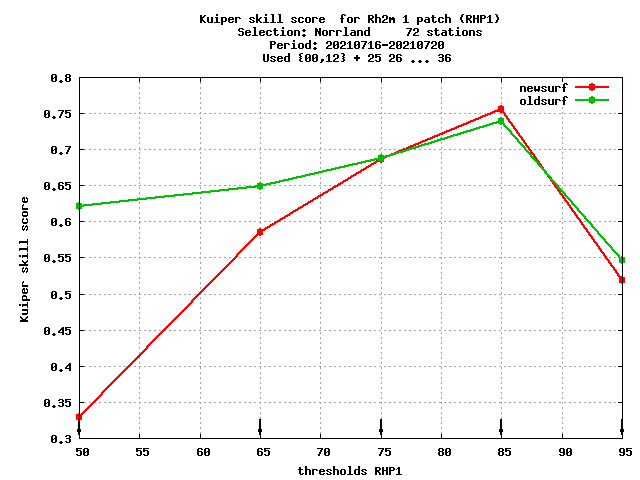 Kuiper skill score  for Rh2m 1 patch (RHP1)
Selection: Norrland     72 stations
Period: 20210716-20210720
Used {00,12} + 25 26 ... 36
newsurf
oldsurf
0.8
0.75
0.7
0.65
0.6
0.55
0.5
0.45
0.4
0.35
0.3
Kuiper skill score
50 55 60 65 70 75 80 85 90 95
thresholds RHP1